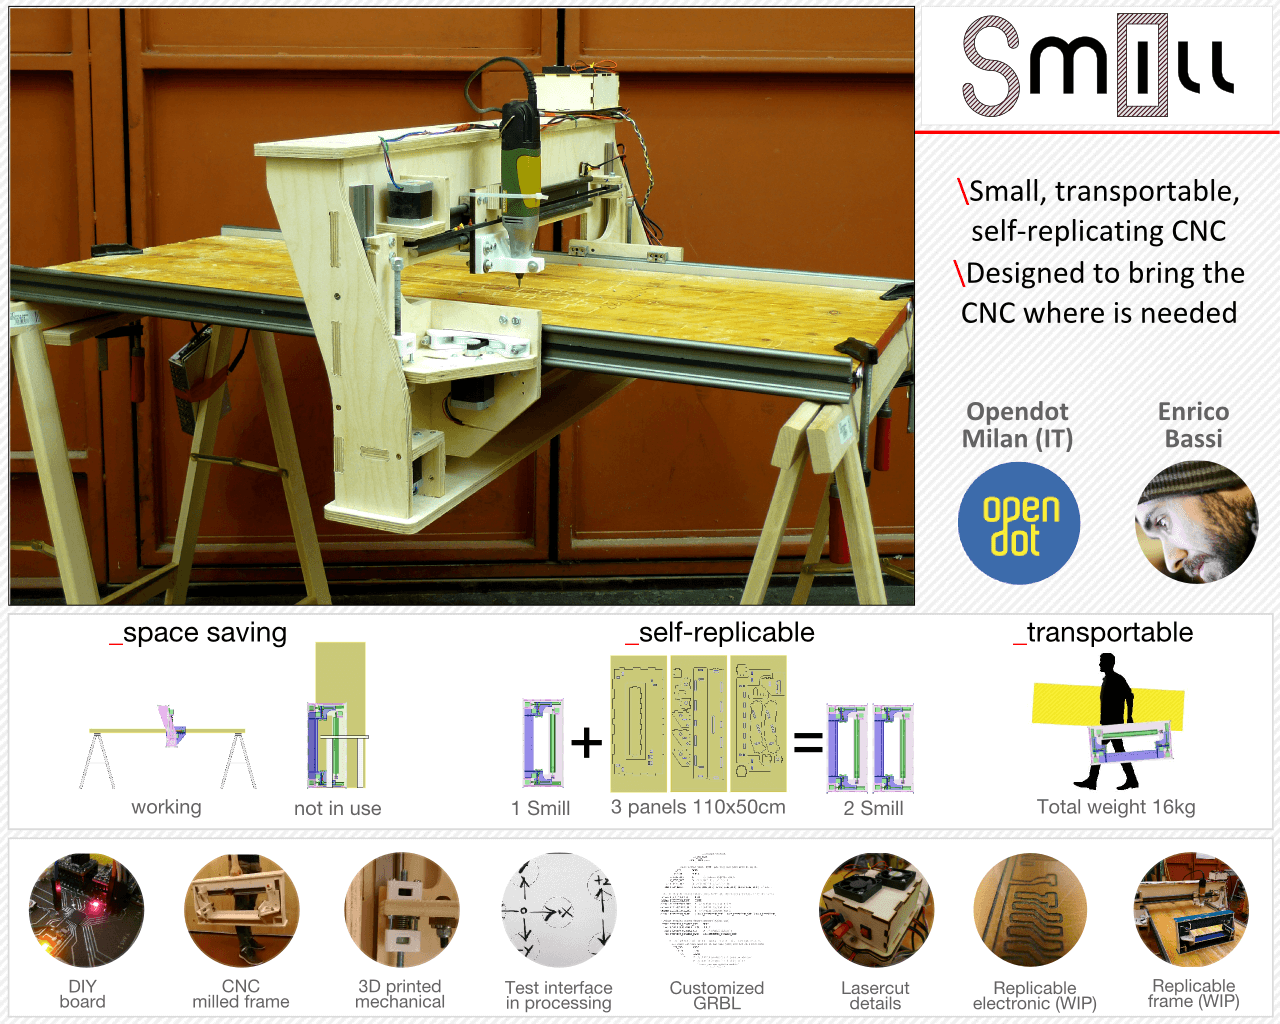 Smill
\Small, transportable,
self-replicating CNC
\Designed to bring the
CNC where is needed
Opendot
Milan (IT)
Enrico
Bassi
open
dot
_space saving
_self-replicable
_transportable
working
not in use
1 Smill
+
3 panels 110x50cm
=
2 Smill
Total weight 16kg
DIY
board
CNC
milled frame
3D printed
mechanical
Test interface
in processing
Customized
GRBL
Lasercut
details
Replicable
electronic (WIP)
Replicable
frame (WIP)